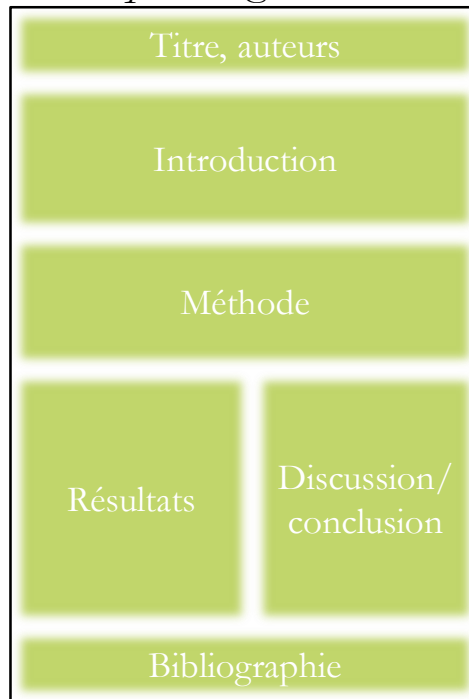 Titre, auteurs
Introduction
Méthode
Résultats
Discussion/
conclusion
Bibliographie